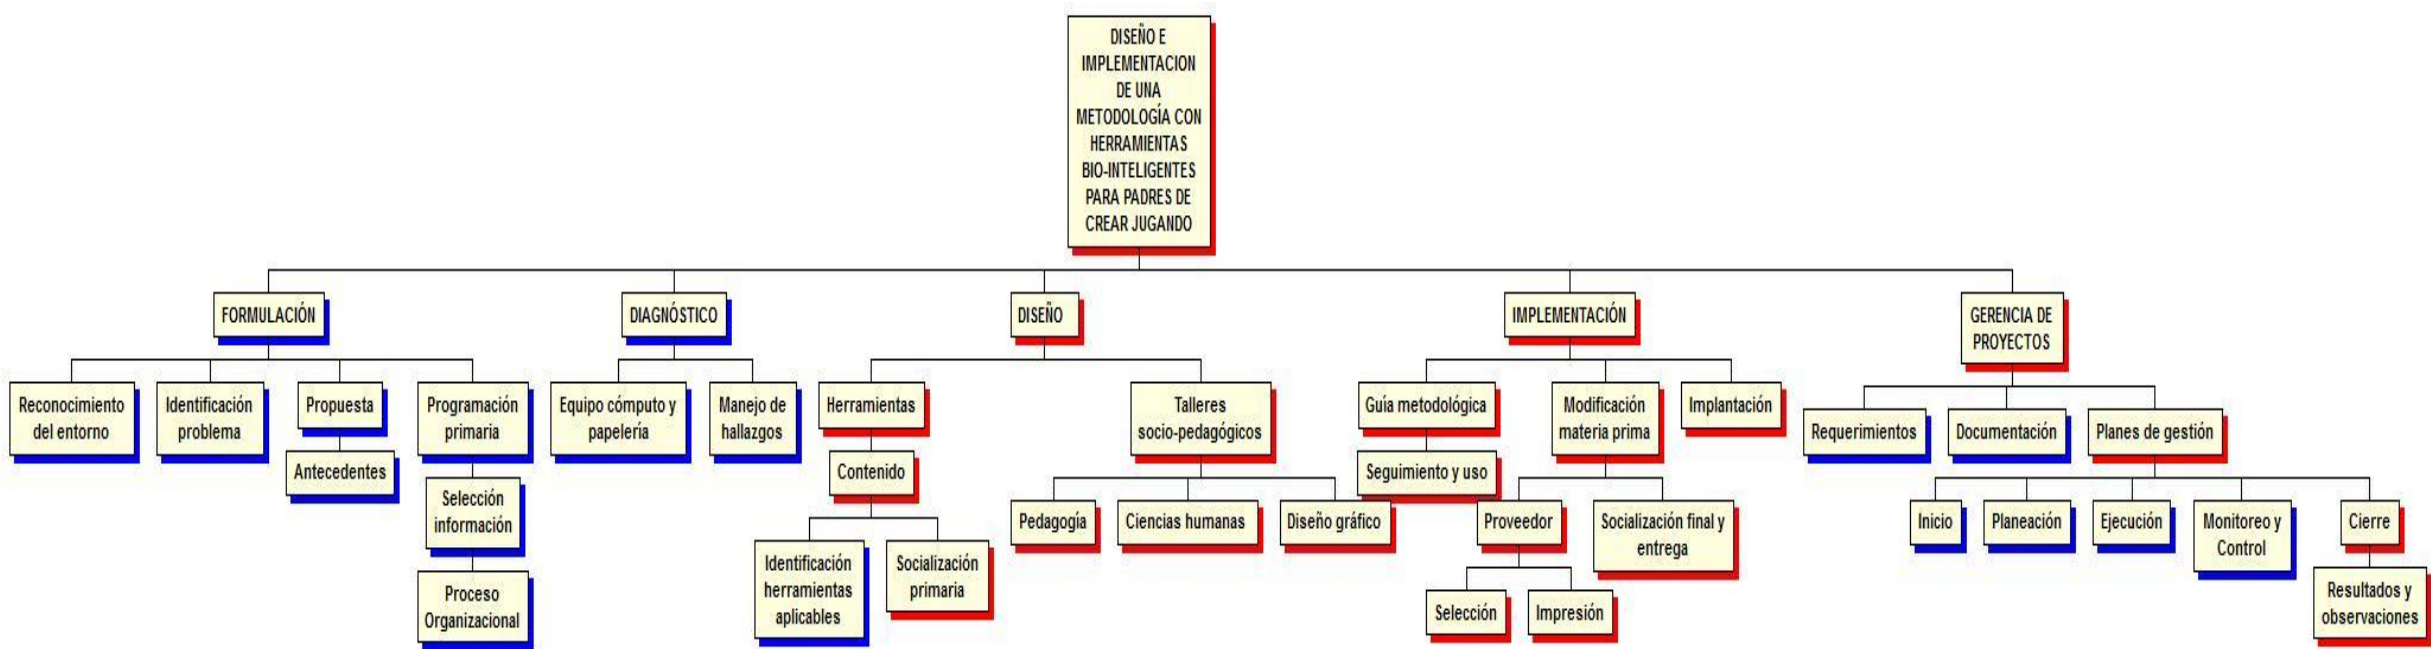 DISEÑO E
IMPLEMENTACION
DE UNA
METODOLOGÍA CON
HERRAMIENTAS
BIO-INTELIGENTES
PARA PADRES DE
CREAR JUGANDO
FORMULACIÓN
DIAGNÓSTICO
DISEÑO
IMPLEMENTACIÓN
GERENCIA DE
PROYECTOS
Reconocimiento
del entorno
Identificación
problema
Propuesta
Antecedentes
Programación
primaria
Selección
información
Proceso
Organizacional
Equipo cómputo y
papelería
Manejo de
hallazgos
Herramientas
Contenido
Identificación
herramientas
aplicables
Socialización
primaria
Talleres
socio-pedagógicos
Pedagogía
Ciencias humanas
Diseño gráfico
Guía metodológica
Seguimiento y uso
Modificación
materia prima
Proveedor
Selección
Impresión
Socialización final y
entrega
Implantación
Requerimientos
Documentación
Planes de gestión
Inicio
Planeación
Ejecución
Monitoreo y
Control
Cierre
Resultados y
observaciones